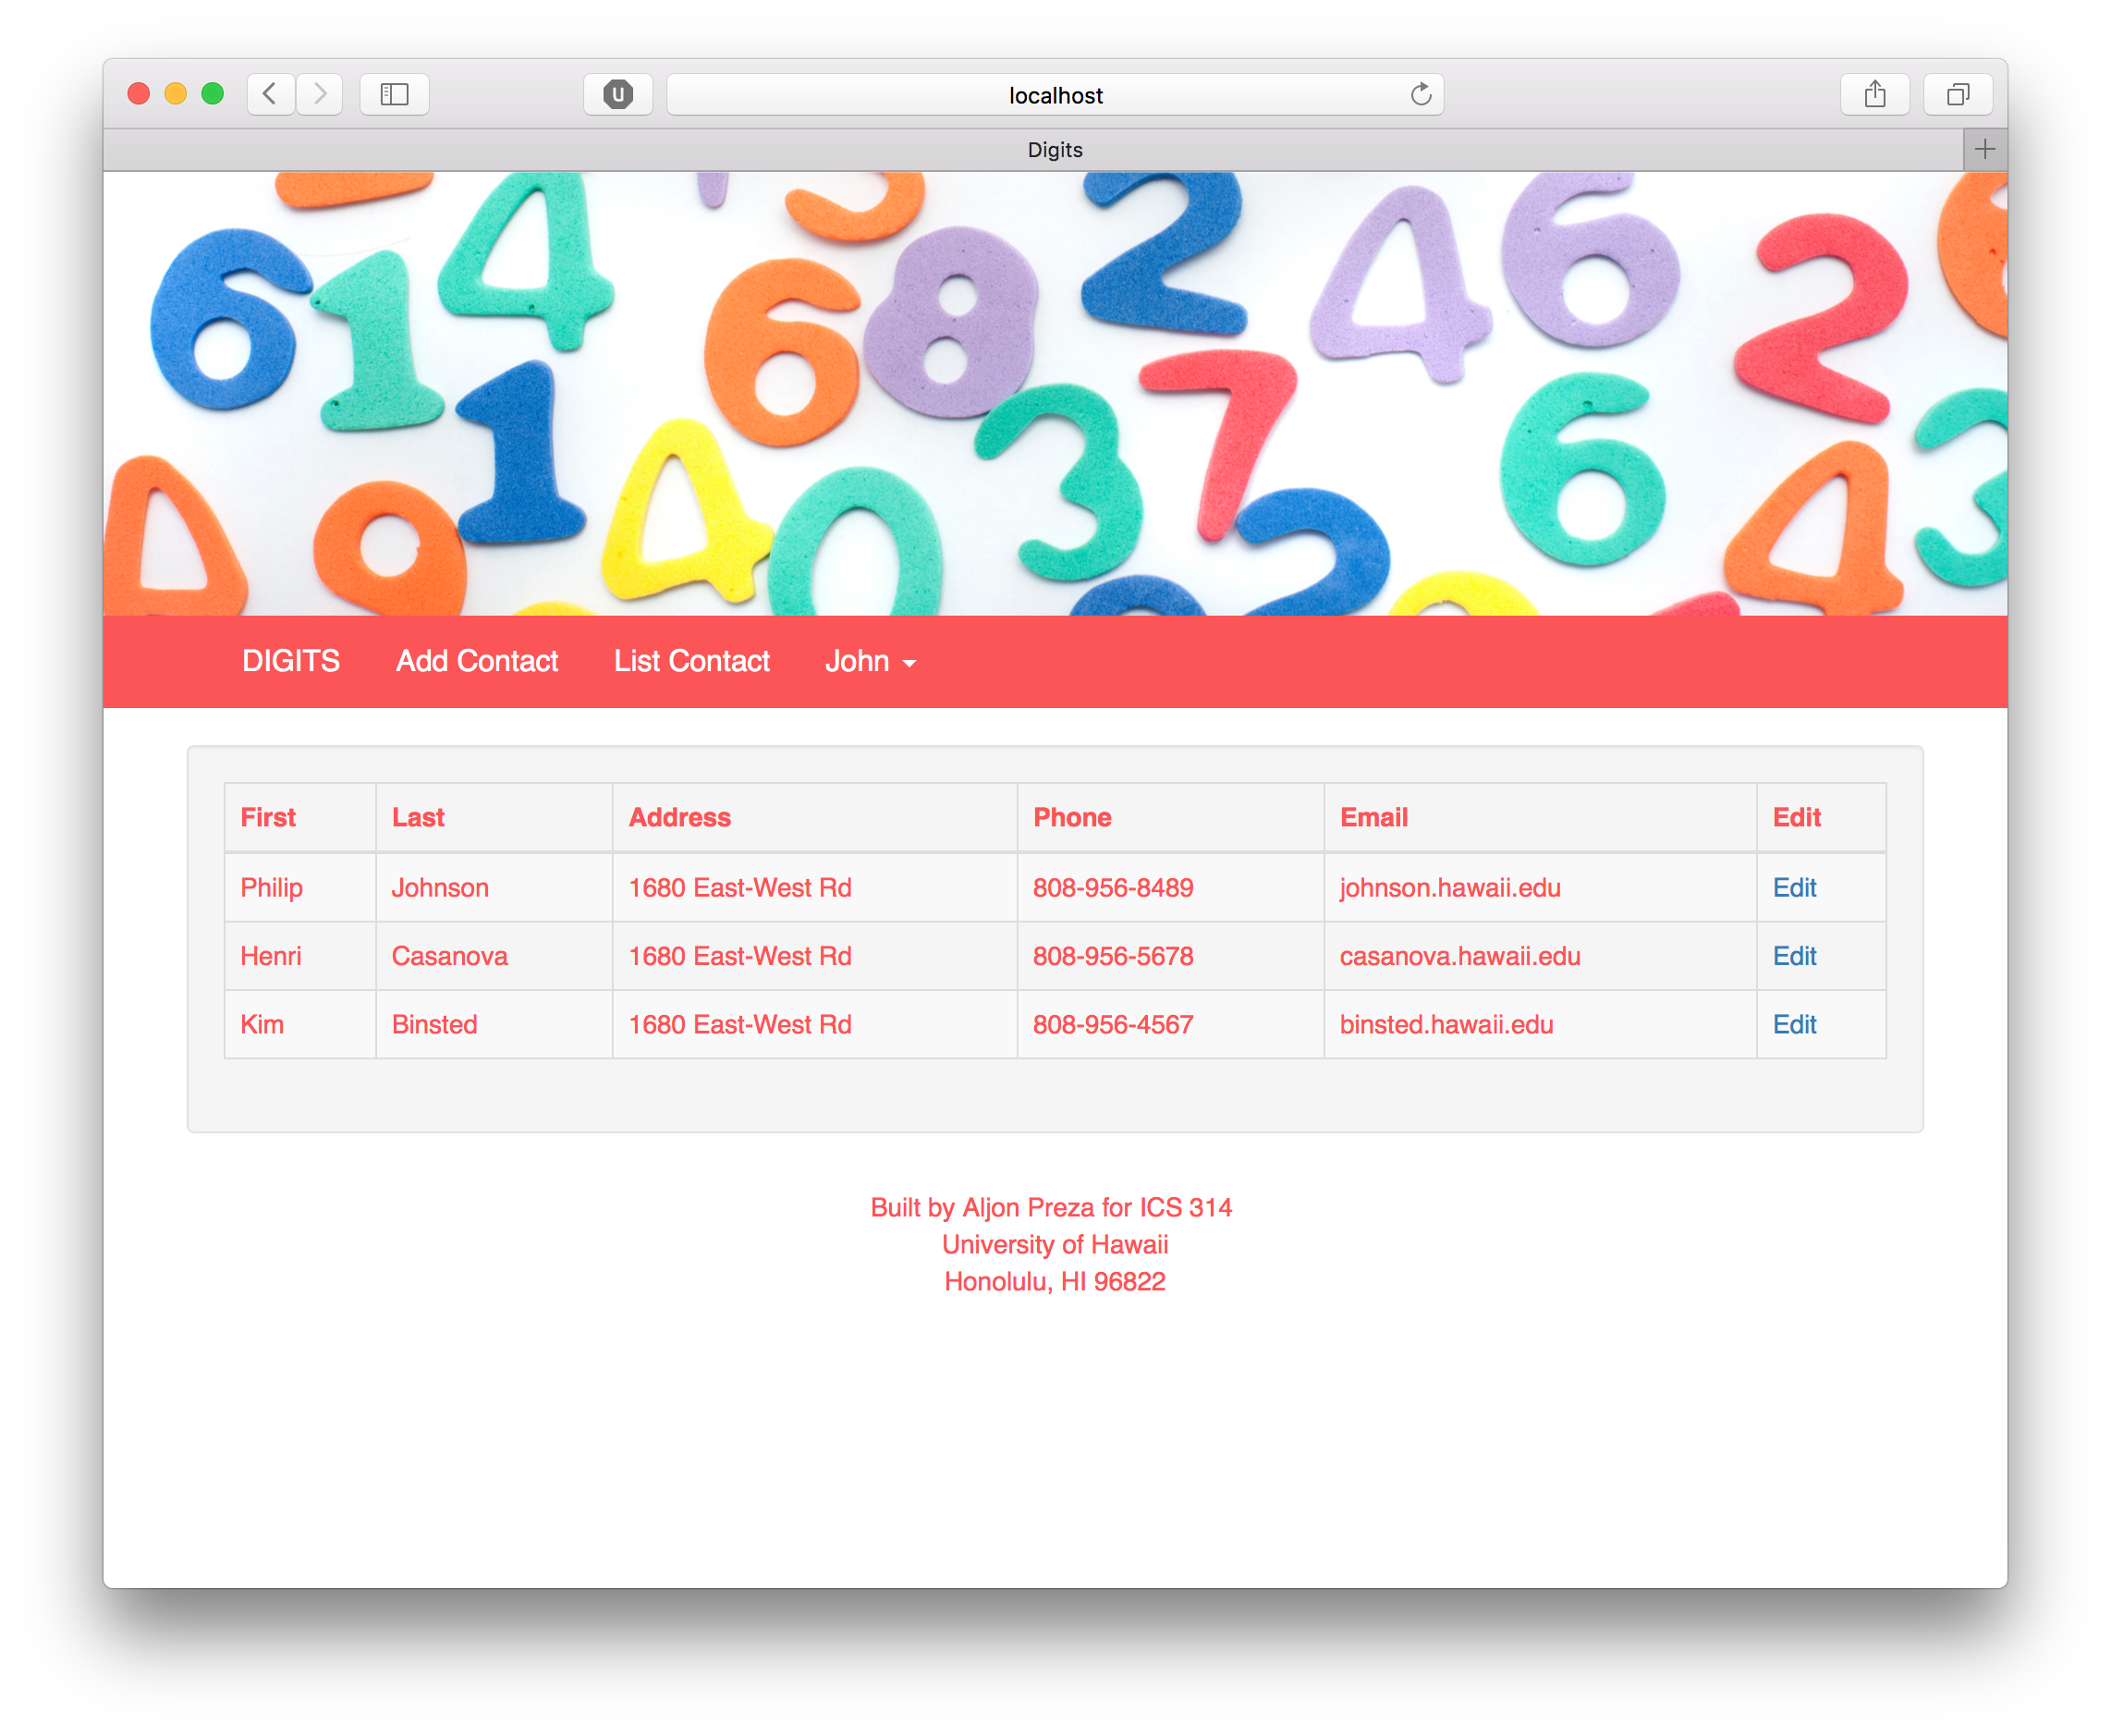 U
localhost
Digits
DIGITS Add Contact List Contact John
First Last Address Phone Email Edit
Philip Johnson 1680 East-West Rd 808-956-8489 johnson.hawaii.edu Edit
Henri Casanova 1680 East-West Rd 808-956-5678 casanova.hawaii.edu Edit
Kim Binsted 1680 East-West Rd 808-956-4567 binsted.hawaii.edu Edit
Built by Aljon Preza for ICS 314
University of Hawaii
Honolulu, HI 96822